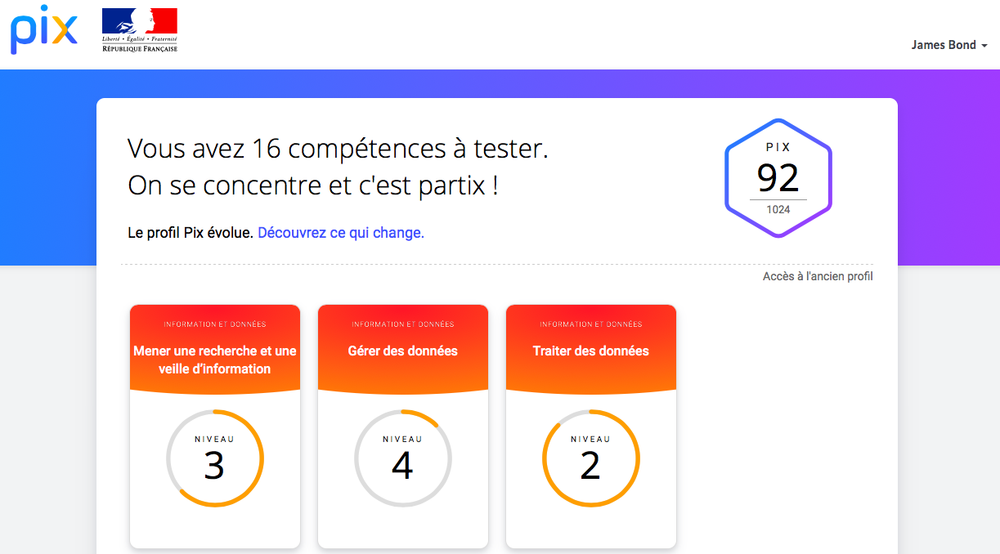 pix
Liberté • Égalité • Fraternité
RÉPUBLIQUE FRANÇAISE
James Bond
Vous avez 16 compétences à tester.
On se concentre et c'est partix !
Le profil Pix évolue. Découvrez ce qui change.
PIX
92
1024
Accès à l'ancien profil
INFORMATION ET DONNÉES
Mener une recherche et une
veille d’information
NIVEAU
3
INFORMATION ET DONNÉES
Gérer des données
NIVEAU
4
INFORMATION ET DONNÉES
Traiter des données
NIVEAU
2